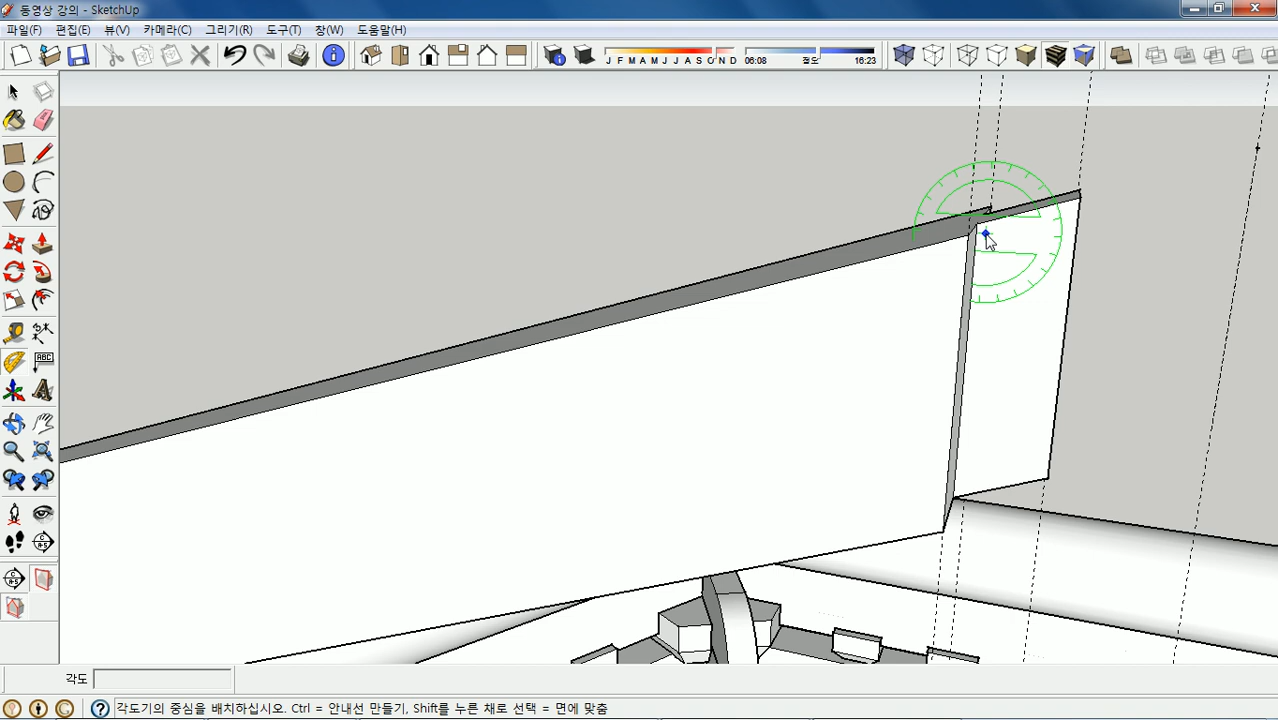 동영상 강의 - SketchUp
파일(F) 편집(E) 뷰(V) 카메라(C) 그리기(R) 도구(T) 창(W) 도움말(H)
J F M A M J J A S O N D 06:08 정오 16:23
ABC
각도
각도기의 중심을 배치하십시오. Ctrl = 안내선 만들기, Shift를 누른 채로 선택 = 면에 맞춤